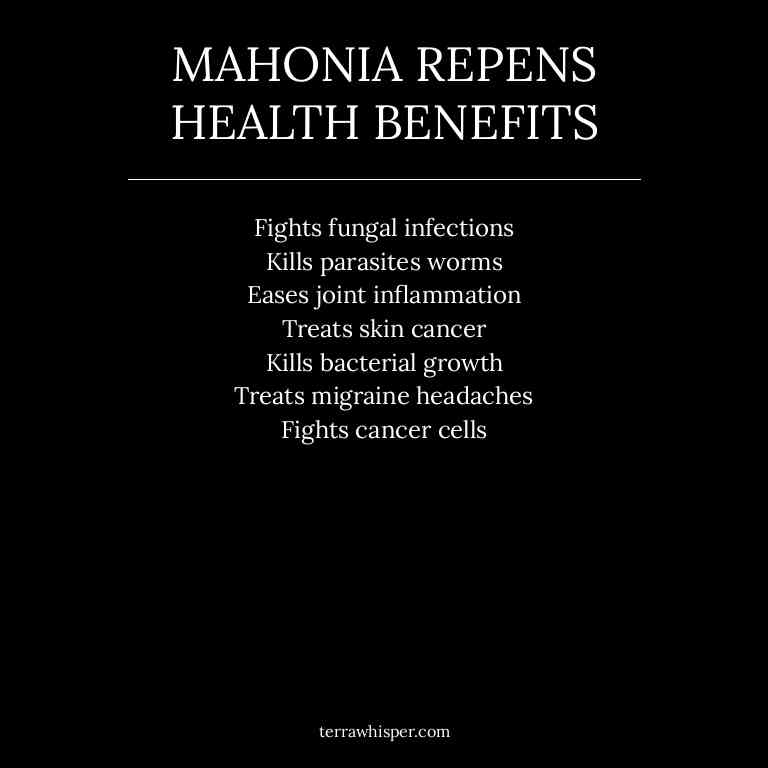 MAHONIA REPENS
HEALTH BENEFITS
Fights fungal infections
Kills parasites worms
Eases joint inflammation
Treats skin cancer
Kills bacterial growth
Treats migraine headaches
Fights cancer cells
terrawhisper.com